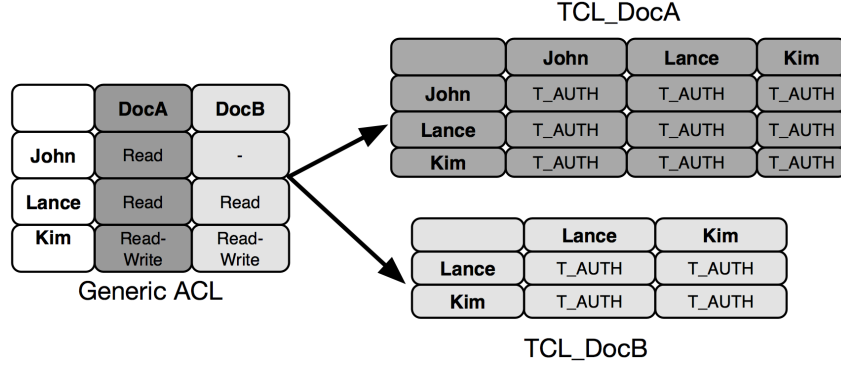 TCL_DocA
John Lance Kim
John T_AUTH T_AUTH T_AUTH
Lance T_AUTH T_AUTH T_AUTH
Kim T_AUTH T_AUTH T_AUTH
DocA DocB
John Read -
Lance Read Read
Kim Read- Read-
Write Write
Generic ACL
Lance Kim
Lance T_AUTH T_AUTH
Kim T_AUTH T_AUTH
TCL_DocB